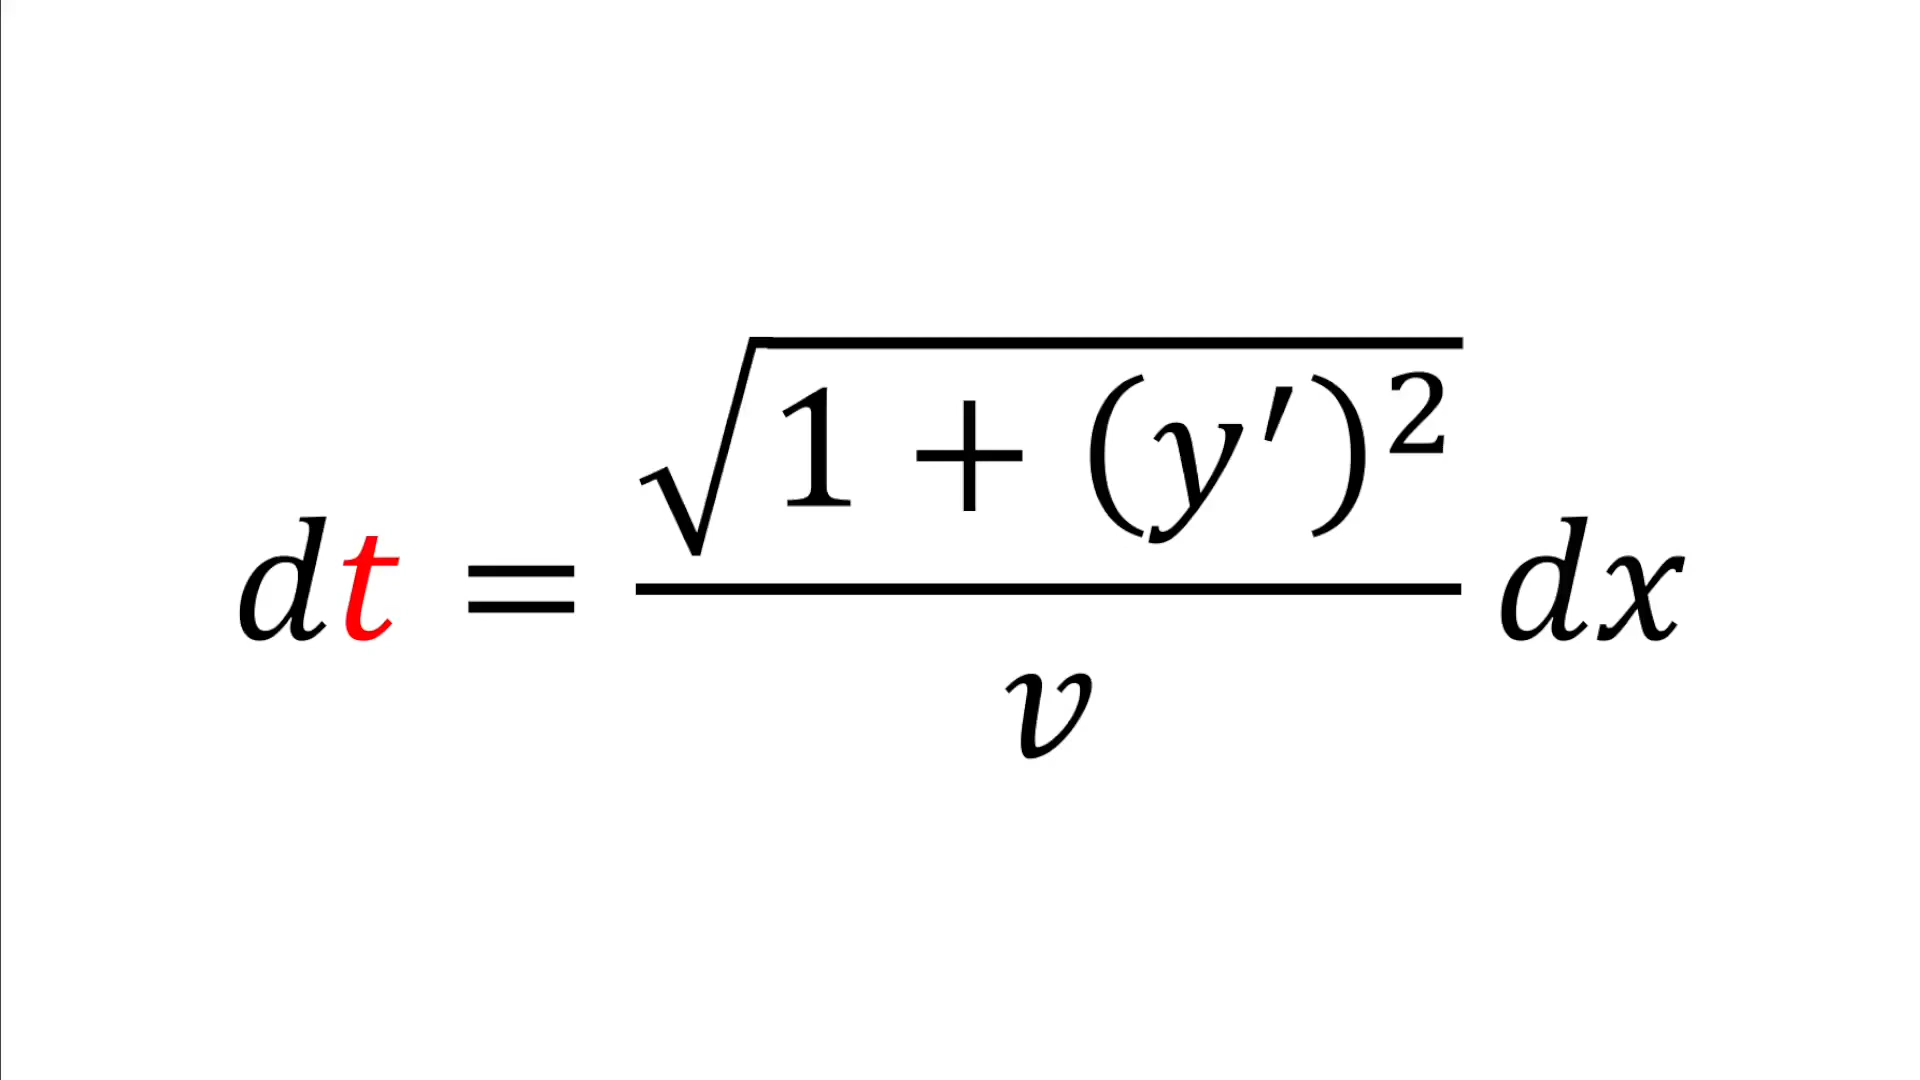 dt = √(1 + (y′)²) / v dx